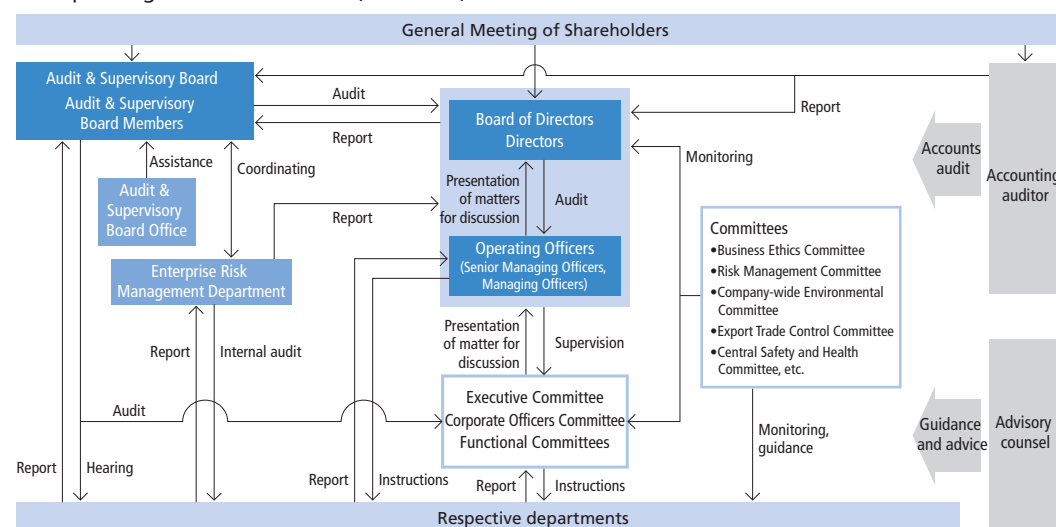 General Meeting of Shareholders
Audit & Supervisory Board
Audit & Supervisory
Board Members
Audit
Report
Board of Directors
Directors
Report
Monitoring
Accounts
audit
Accounting
auditor
Assistance
Coordinating
Audit &
Supervisory
Board Office
Report
Presentation
of matters
for discussion
Audit
Committees
•Business Ethics Committee
•Risk Management Committee
•Company-wide Environmental
Committee
•Export Trade Control Committee
•Central Safety and Health
Committee, etc.
Operating Officers
(Senior Managing Officers,
Managing Officers)
Enterprise Risk
Management Department
Report
Internal audit
Presentation
of matter for
discussion
Supervision
Audit
Executive Committee
Corporate Officers Committee
Functional Committees
Monitoring,
guidance
Guidance
and advice
Advisory
counsel
Report
Hearing
Report
Instructions
Report
Instructions
Respective departments